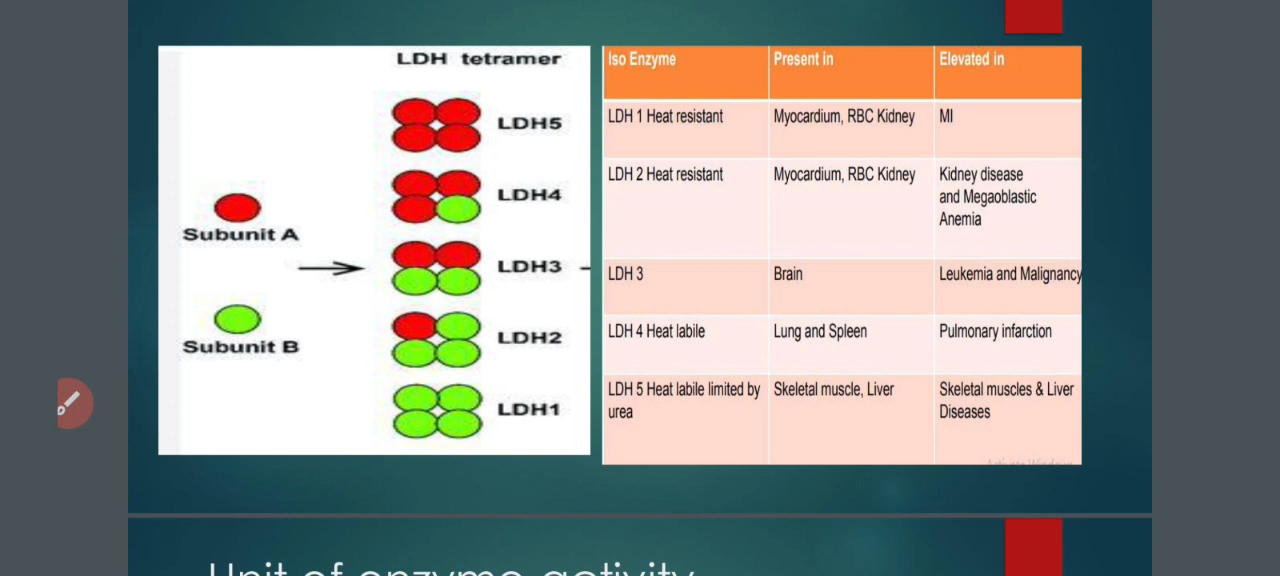 LDH tetramer
LDH5
LDH4
Subunit A
LDH3
LDH2
Subunit B
LDH1
Iso Enzyme Present in Elevated in
LDH 1 Heat resistant Myocardium, RBC Kidney MI
LDH 2 Heat resistant Myocardium, RBC Kidney Kidney disease
and Megaoblastic
Anemia
LDH 3 Brain Leukemia and Malignancy
LDH 4 Heat labile Lung and Spleen Pulmonary infarction
LDH 5 Heat labile limited by Skeletal muscle, Liver Skeletal muscles & Liver
urea Diseases
Unit of enzyme activity